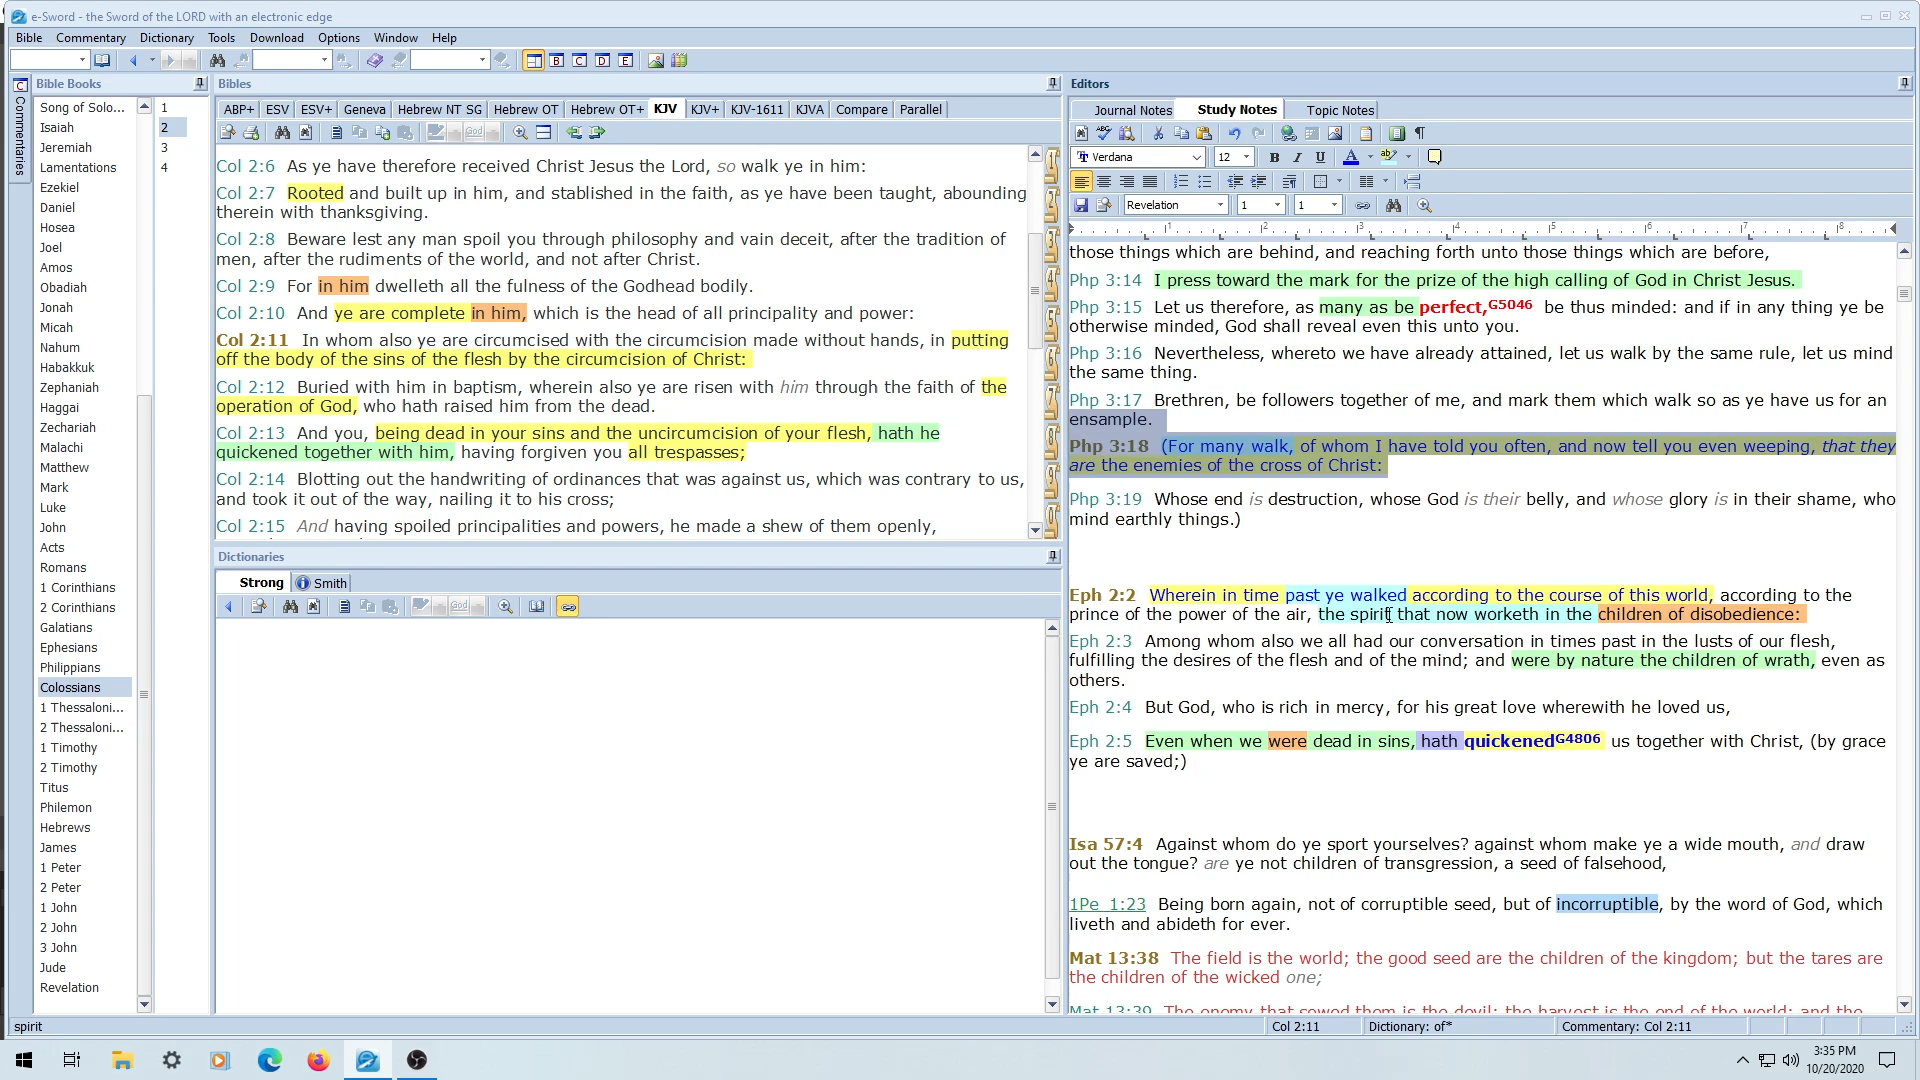 e-Sword - the Sword of the LORD with an electronic edge
Bible Commentary Dictionary Tools Download Options Window Help
B C D E
Commentaries
Bible Books
Song of Solo...
Isaiah
Jeremiah
Lamentations
Ezekiel
Daniel
Hosea
Joel
Amos
Obadiah
Jonah
Micah
Nahum
Habakkuk
Zephaniah
Haggai
Zechariah
Malachi
Matthew
Mark
Luke
John
Acts
Romans
1 Corinthians
2 Corinthians
Galatians
Ephesians
Philippians
Colossians
1 Thessaloni...
2 Thessaloni...
1 Timothy
2 Timothy
Titus
Philemon
Hebrews
James
1 Peter
2 Peter
1 John
2 John
3 John
Jude
Revelation
1
2
3
4
Bibles
ABP+ ESV ESV+ Geneva Hebrew NT SG Hebrew OT Hebrew OT+ KJV KJV+ KJV-1611 KJVA Compare Parallel
Col 2:6 As ye have therefore received Christ Jesus the Lord, so walk ye in him:
Col 2:7 Rooted and built up in him, and stablished in the faith, as ye have been taught, abounding
therein with thanksgiving.
Col 2:8 Beware lest any man spoil you through philosophy and vain deceit, after the tradition of
men, after the rudiments of the world, and not after Christ.
Col 2:9 For in him dwelleth all the fulness of the Godhead bodily.
Col 2:10 And ye are complete in him, which is the head of all principality and power:
Col 2:11 In whom also ye are circumcised with the circumcision made without hands, in putting
off the body of the sins of the flesh by the circumcision of Christ:
Col 2:12 Buried with him in baptism, wherein also ye are risen with him through the faith of the
operation of God, who hath raised him from the dead.
Col 2:13 And you, being dead in your sins and the uncircumcision of your flesh, hath he
quickened together with him, having forgiven you all trespasses;
Col 2:14 Blotting out the handwriting of ordinances that was against us, which was contrary to us,
and took it out of the way, nailing it to his cross;
Col 2:15 And having spoiled principalities and powers, he made a shew of them openly,
Dictionaries
Strong Smith
Editors
Journal Notes Study Notes Topic Notes
Verdana 12 B I U A
Revelation 1 1
1 2 3 4 5 6 7 8
those things which are behind, and reaching forth unto those things which are before,
Php 3:14 I press toward the mark for the prize of the high calling of God in Christ Jesus.
Php 3:15 Let us therefore, as many as be perfect,G5046 be thus minded: and if in any thing ye be
otherwise minded, God shall reveal even this unto you.
Php 3:16 Nevertheless, whereto we have already attained, let us walk by the same rule, let us mind
the same thing.
Php 3:17 Brethren, be followers together of me, and mark them which walk so as ye have us for an
ensample.
Php 3:18 (For many walk, of whom I have told you often, and now tell you even weeping, that they
are the enemies of the cross of Christ:
Php 3:19 Whose end is destruction, whose God is their belly, and whose glory is in their shame, who
mind earthly things.)
Eph 2:2 Wherein in time past ye walked according to the course of this world, according to the
prince of the power of the air, the spirit that now worketh in the children of disobedience:
Eph 2:3 Among whom also we all had our conversation in times past in the lusts of our flesh,
fulfilling the desires of the flesh and of the mind; and were by nature the children of wrath, even as
others.
Eph 2:4 But God, who is rich in mercy, for his great love wherewith he loved us,
Eph 2:5 Even when we were dead in sins, hath quickenedG4806 us together with Christ, (by grace
ye are saved;)
Isa 57:4 Against whom do ye sport yourselves? against whom make ye a wide mouth, and draw
out the tongue? are ye not children of transgression, a seed of falsehood,
1Pe 1:23 Being born again, not of corruptible seed, but of incorruptible, by the word of God, which
liveth and abideth for ever.
Mat 13:38 The field is the world; the good seed are the children of the kingdom; but the tares are
the children of the wicked one;
Mat 13:39 The enemy that sowed them is the devil; the harvest is the end of the world; and the
spirit
Col 2:11 Dictionary: of* Commentary: Col 2:11
3:35 PM
10/20/2020